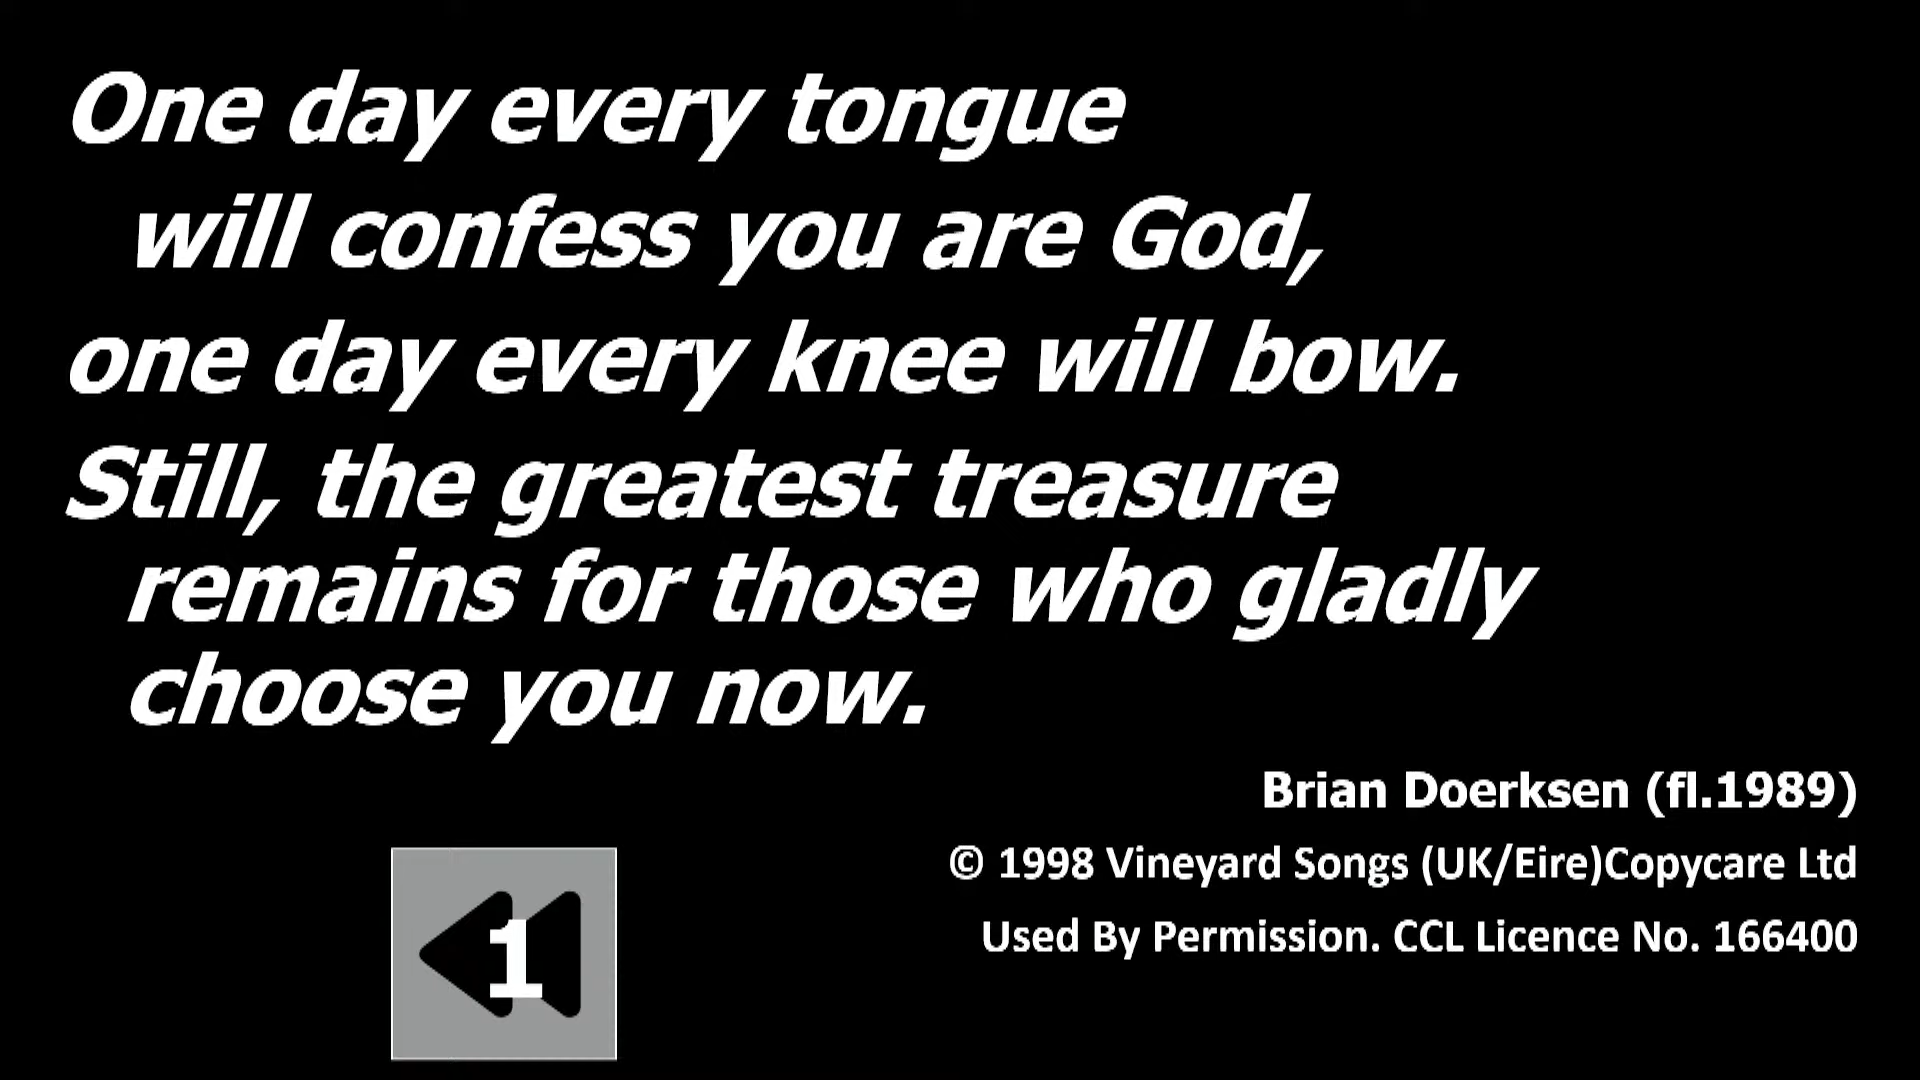 One day every tongue
will confess you are God,
one day every knee will bow.
Still, the greatest treasure
remains for those who gladly
choose you now.
Brian Doerksen (fl.1989)
© 1998 Vineyard Songs (UK/Eire)Copycare Ltd
Used By Permission. CCL Licence No. 166400
1